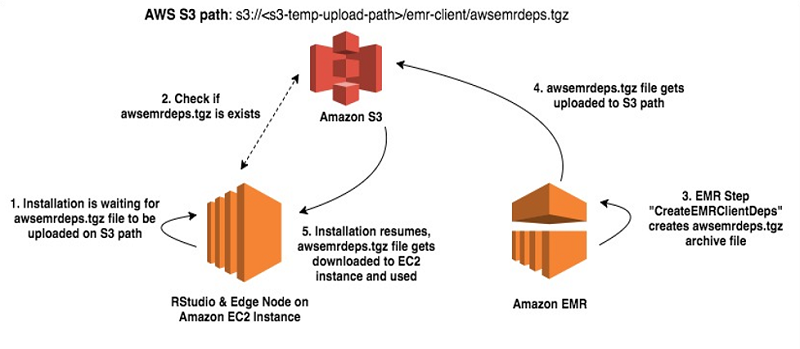 AWS S3 path: s3://<s3-temp-upload-path>/emr-client/awsemrdeps.tgz
2. Check if
awsemrdeps.tgz is exists
Amazon S3
4. awsemrdeps.tgz file gets
uploaded to S3 path
1. Installation is waiting for
awsemrdeps.tgz file to be
uploaded on S3 path
3. EMR Step
"CreateEMRClientDeps"
creates awsemrdeps.tgz
archive file
5. Installation resumes,
awsemrdeps.tgz file gets
downloaded to EC2
instance and used
RStudio & Edge Node on
Amazon EC2 Instance
Amazon EMR